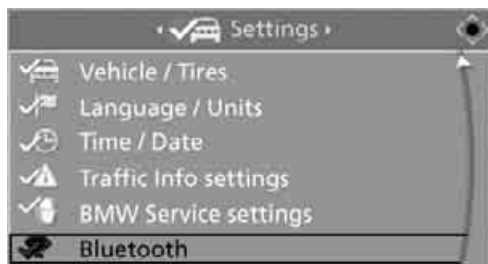 Settings
Vehicle / Tires
Language / Units
Time / Date
Traffic Info settings
BMW Service settings
Bluetooth